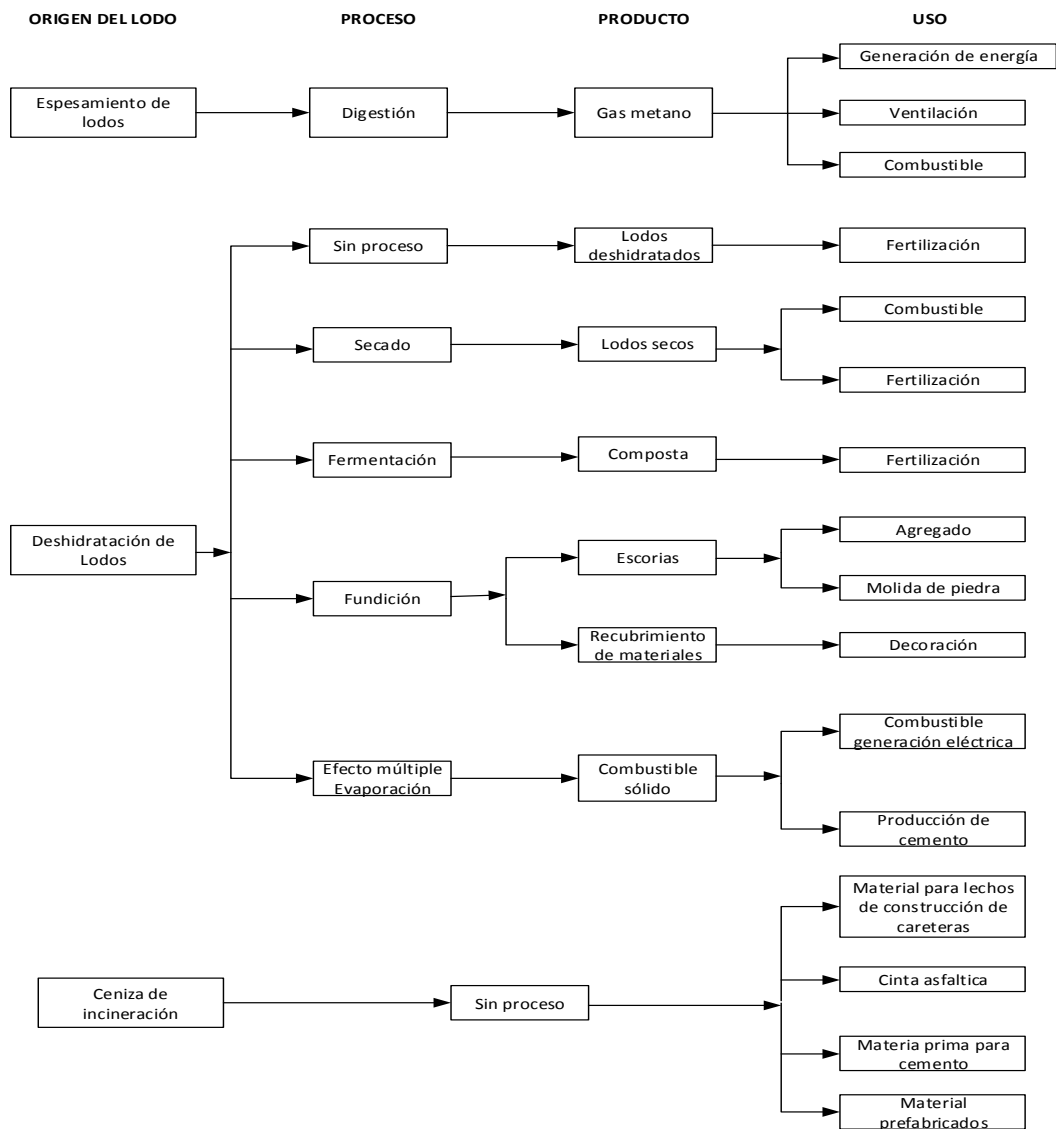 ORIGEN DEL LODO
PROCESO
PRODUCTO
USO
Espesamiento de
lodos
Digestión
Gas metano
Generación de energía
Ventilación
Combustible
Sin proceso
Lodos
deshidratados
Fertilización
Secado
Lodos secos
Combustible
Fertilización
Fermentación
Composta
Fertilización
Deshidratación de
Lodos
Fundición
Escorias
Agregado
Molida de piedra
Recubrimiento
de materiales
Decoración
Efecto múltiple
Evaporación
Combustible
sólido
Combustible
generación eléctrica
Producción de
cemento
Ceniza de
incineración
Sin proceso
Material para lechos
de construcción de
careteras
Cinta asfaltica
Materia prima para
cemento
Material
prefabricados